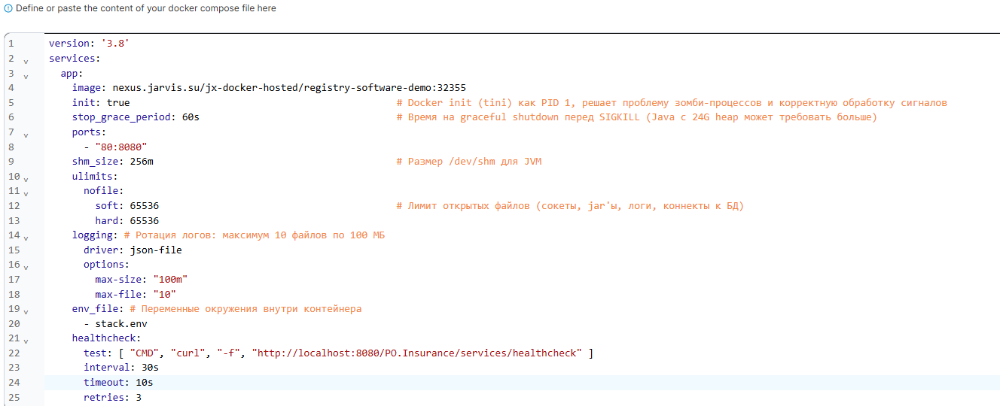 Define or paste the content of your docker compose file here
1 version: '3.8'
2 services:
3 app:
4 image: nexus.jarvis.su/jx-docker-hosted/registry-software-demo:32355
5 init: true # Docker init (tini) как PID 1, решает проблему зомби-процессов и корректную обработку сигналов
6 stop_grace_period: 60s # Время на graceful shutdown перед SIGKILL (Java с 24G heap может требовать больше)
7 ports:
8 - "80:8080"
9 shm_size: 256m # Размер /dev/shm для JVM
10 ulimits:
11 nofile:
12 soft: 65536 # Лимит открытых файлов (сокеты, jar'ы, логи, коннекты к БД)
13 hard: 65536
14 logging: # Ротация логов: максимум 10 файлов по 100 МБ
15 driver: json-file
16 options:
17 max-size: "100m"
18 max-file: "10"
19 env_file: # Переменные окружения внутри контейнера
20 - stack.env
21 healthcheck:
22 test: [ "CMD", "curl", "-f", "http://localhost:8080/PO.Insurance/services/healthcheck" ]
23 interval: 30s
24 timeout: 10s
25 retries: 3